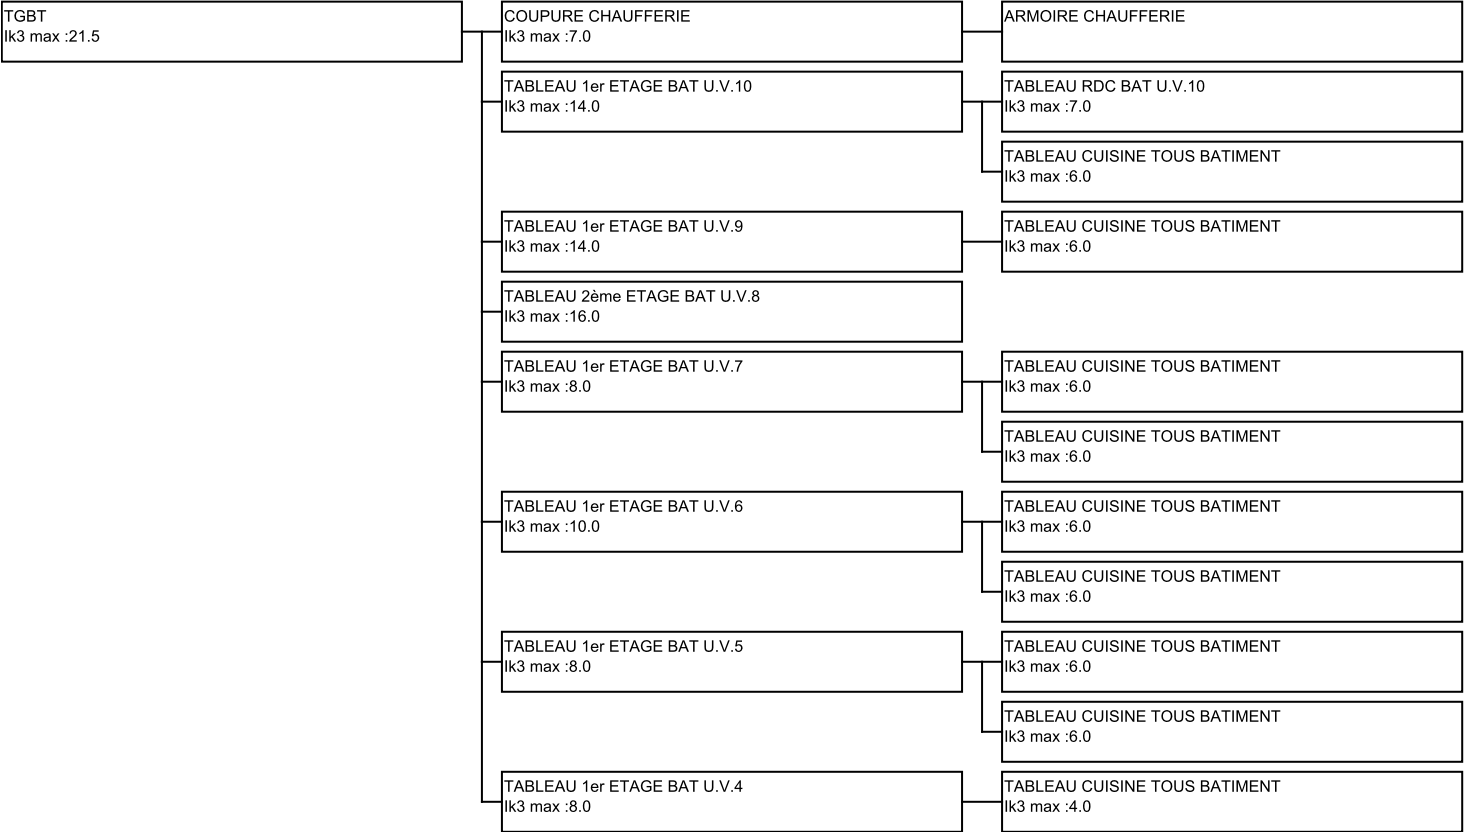 TGBT
Ik3 max :21.5
COUPURE CHAUFFERIE
Ik3 max :7.0
ARMOIRE CHAUFFERIE
TABLEAU 1er ETAGE BAT U.V.10
Ik3 max :14.0
TABLEAU RDC BAT U.V.10
Ik3 max :7.0
TABLEAU CUISINE TOUS BATIMENT
Ik3 max :6.0
TABLEAU 1er ETAGE BAT U.V.9
Ik3 max :14.0
TABLEAU CUISINE TOUS BATIMENT
Ik3 max :6.0
TABLEAU 2ème ETAGE BAT U.V.8
Ik3 max :16.0
TABLEAU 1er ETAGE BAT U.V.7
Ik3 max :8.0
TABLEAU CUISINE TOUS BATIMENT
Ik3 max :6.0
TABLEAU CUISINE TOUS BATIMENT
Ik3 max :6.0
TABLEAU 1er ETAGE BAT U.V.6
Ik3 max :10.0
TABLEAU CUISINE TOUS BATIMENT
Ik3 max :6.0
TABLEAU CUISINE TOUS BATIMENT
Ik3 max :6.0
TABLEAU 1er ETAGE BAT U.V.5
Ik3 max :8.0
TABLEAU CUISINE TOUS BATIMENT
Ik3 max :6.0
TABLEAU CUISINE TOUS BATIMENT
Ik3 max :6.0
TABLEAU 1er ETAGE BAT U.V.4
Ik3 max :8.0
TABLEAU CUISINE TOUS BATIMENT
Ik3 max :4.0